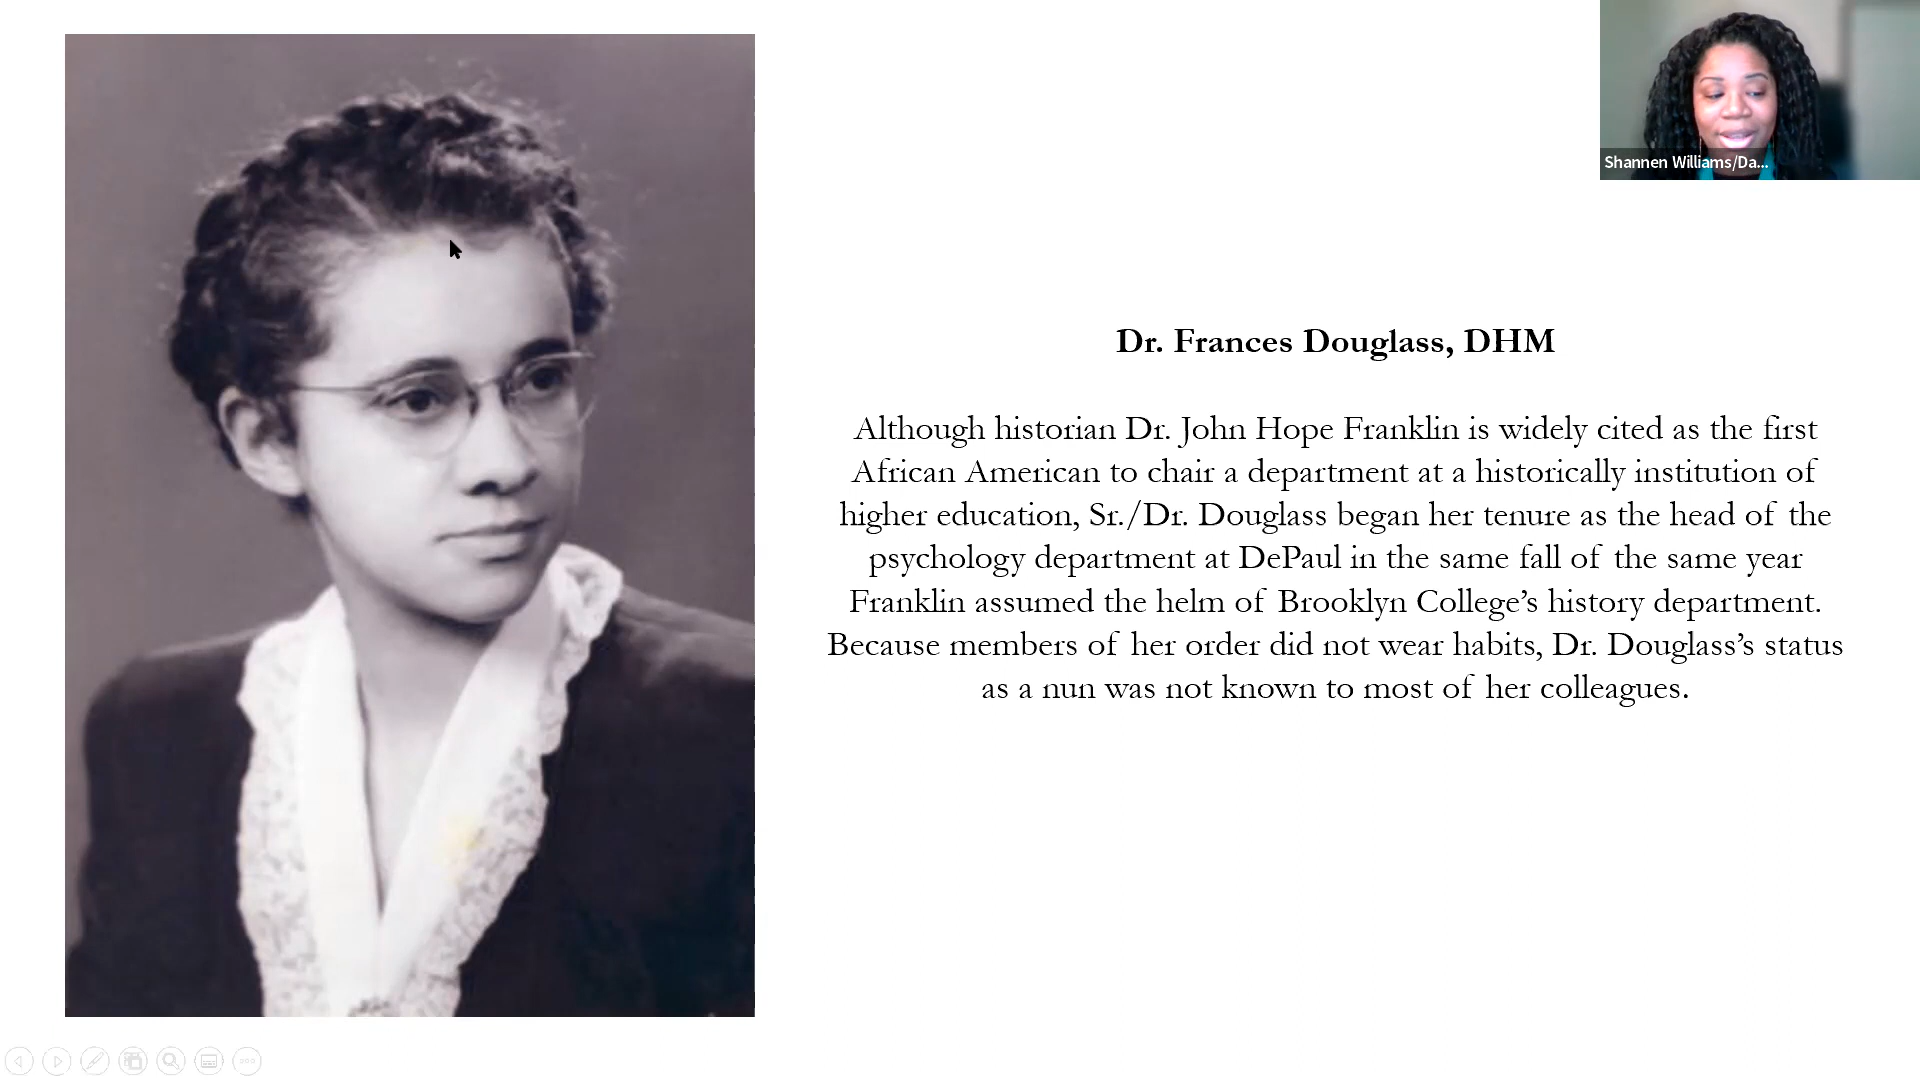 Shannen Williams/Da...
Dr. Frances Douglass, DHM
Although historian Dr. John Hope Franklin is widely cited as the first
African American to chair a department at a historically institution of
higher education, Sr./Dr. Douglass began her tenure as the head of the
psychology department at DePaul in the same fall of the same year
Franklin assumed the helm of Brooklyn College’s history department.
Because members of her order did not wear habits, Dr. Douglass’s status
as a nun was not known to most of her colleagues.